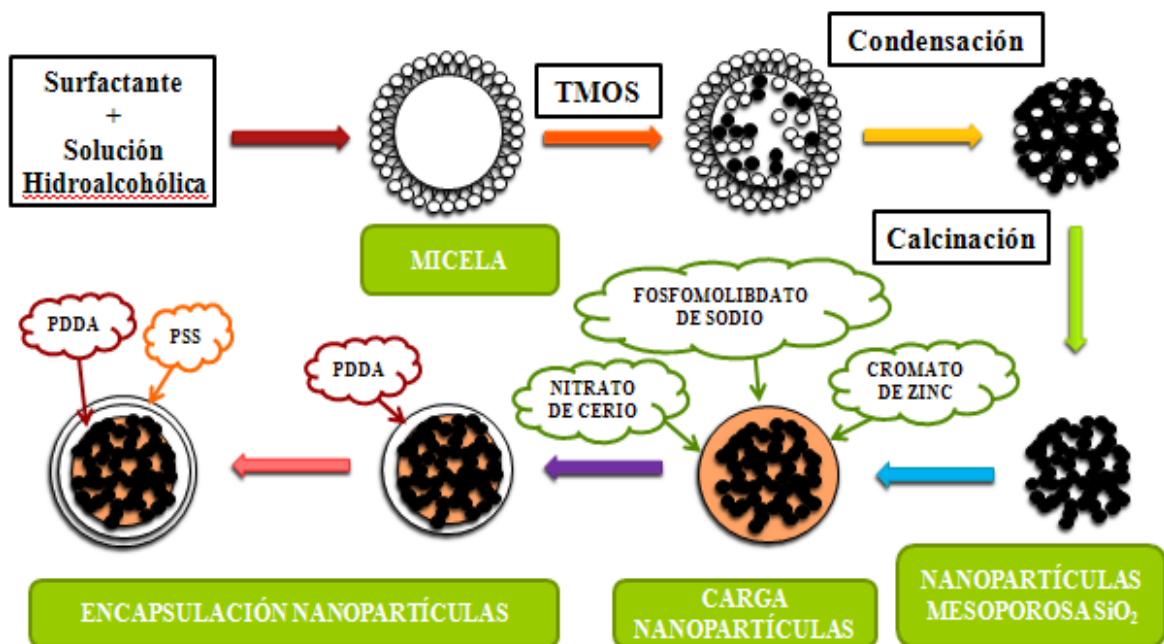 Surfactante
+
Solución
Hidroalcohólica
TMOS
Condensación
MICELA
Calcinación
PDDA
PSS
PDDA
FOSFOMOLIBDATO
DE SODIO
NITRATO
DE CERIO
CROMATO
DE ZINC
ENCAPSULACIÓN NANOPARTÍCULAS
CARGA
NANOPARTÍCULAS
NANOPARTÍCULAS
MESOPOROSA SiO₂